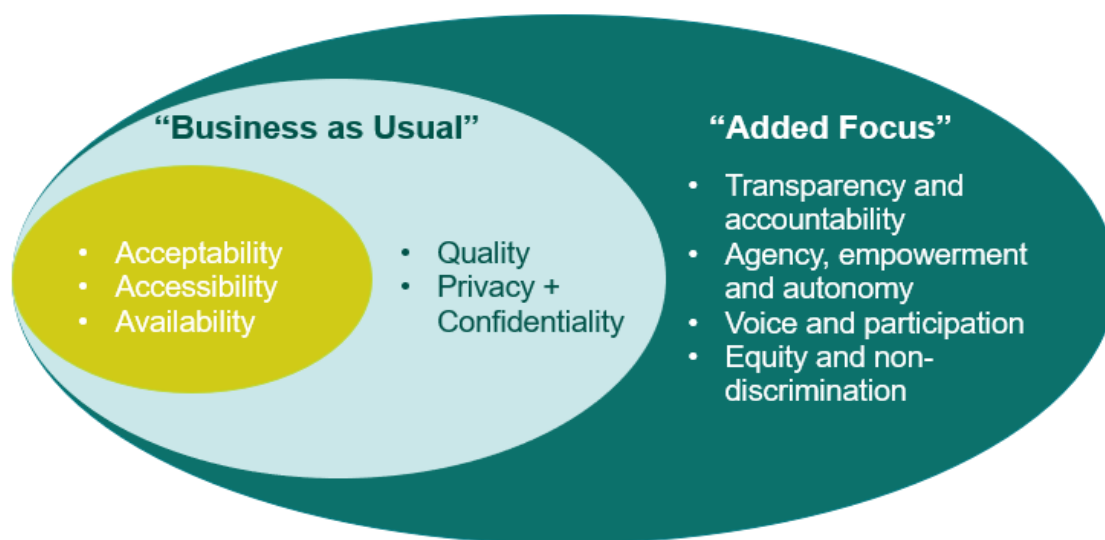 “Business as Usual”
• Acceptability
• Accessibility
• Availability
• Quality
• Privacy +
Confidentiality
“Added Focus”
• Transparency and
accountability
• Agency, empowerment
and autonomy
• Voice and participation
• Equity and non-
discrimination